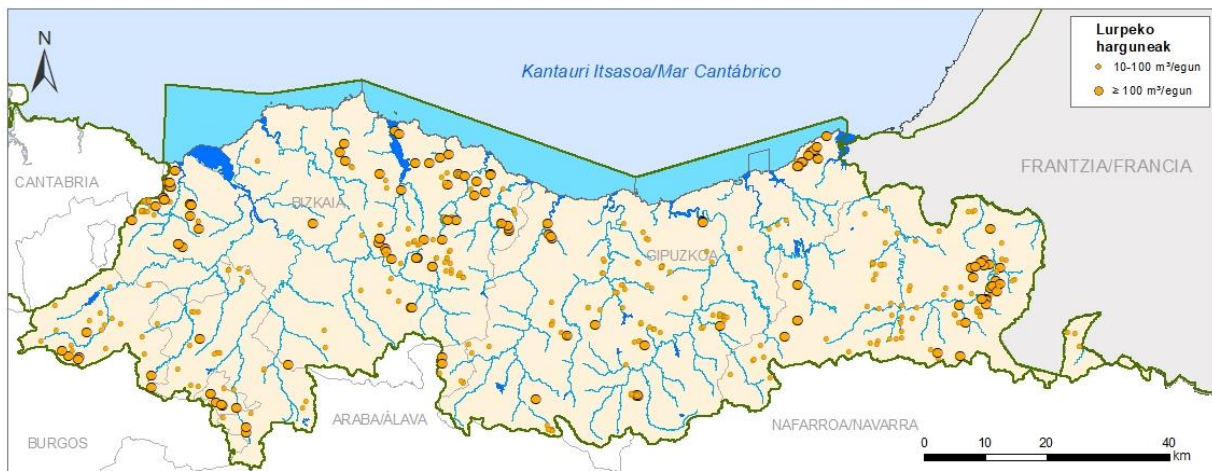 N
Kantauri Itsasoa/Mar Cantábrico
Lurpeko
harguneak
10-100 m³/egun
≥ 100 m³/egun
FRANTZIA/FRANCIA
CANTABRIA
BIZKAIA
GIPUZKOA
ARABA/ÁLAVA
NAFARROA/NAVARRA
BURGOS
0 10 20 40
km